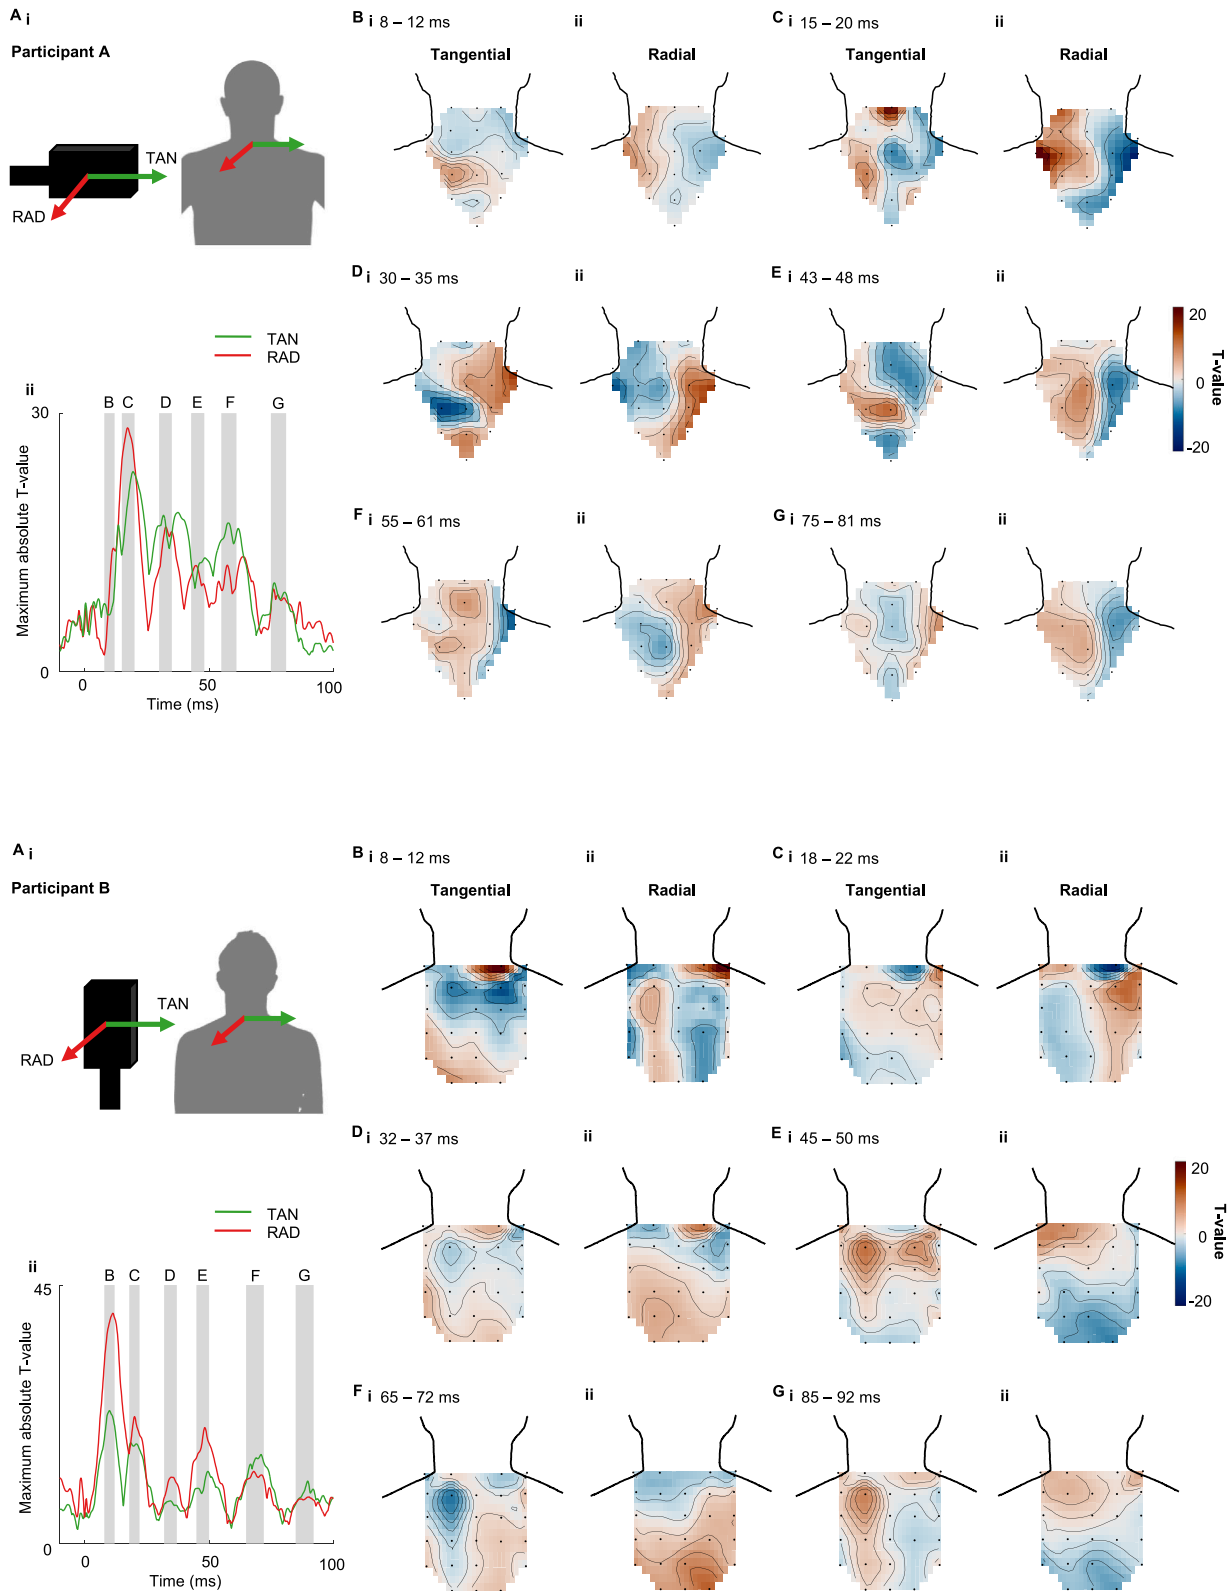 A i
Participant A
TAN
RAD
TAN
RAD
ii
B C D E F G
30
Maximum absolute T-value
0
0 50 100
Time (ms)
B i 8 – 12 ms ii
Tangential Radial
C i 15 – 20 ms ii
Tangential Radial
D i 30 – 35 ms ii
E i 43 – 48 ms ii
20
0
-20
T-value
F i 55 – 61 ms ii
G i 75 – 81 ms ii
A i
Participant B
TAN
RAD
TAN
RAD
ii
B C D E F G
45
Maximum absolute T-value
0
0 50 100
Time (ms)
B i 8 – 12 ms ii
Tangential Radial
C i 18 – 22 ms ii
Tangential Radial
D i 32 – 37 ms ii
E i 45 – 50 ms ii
20
0
-20
T-value
F i 65 – 72 ms ii
G i 85 – 92 ms ii